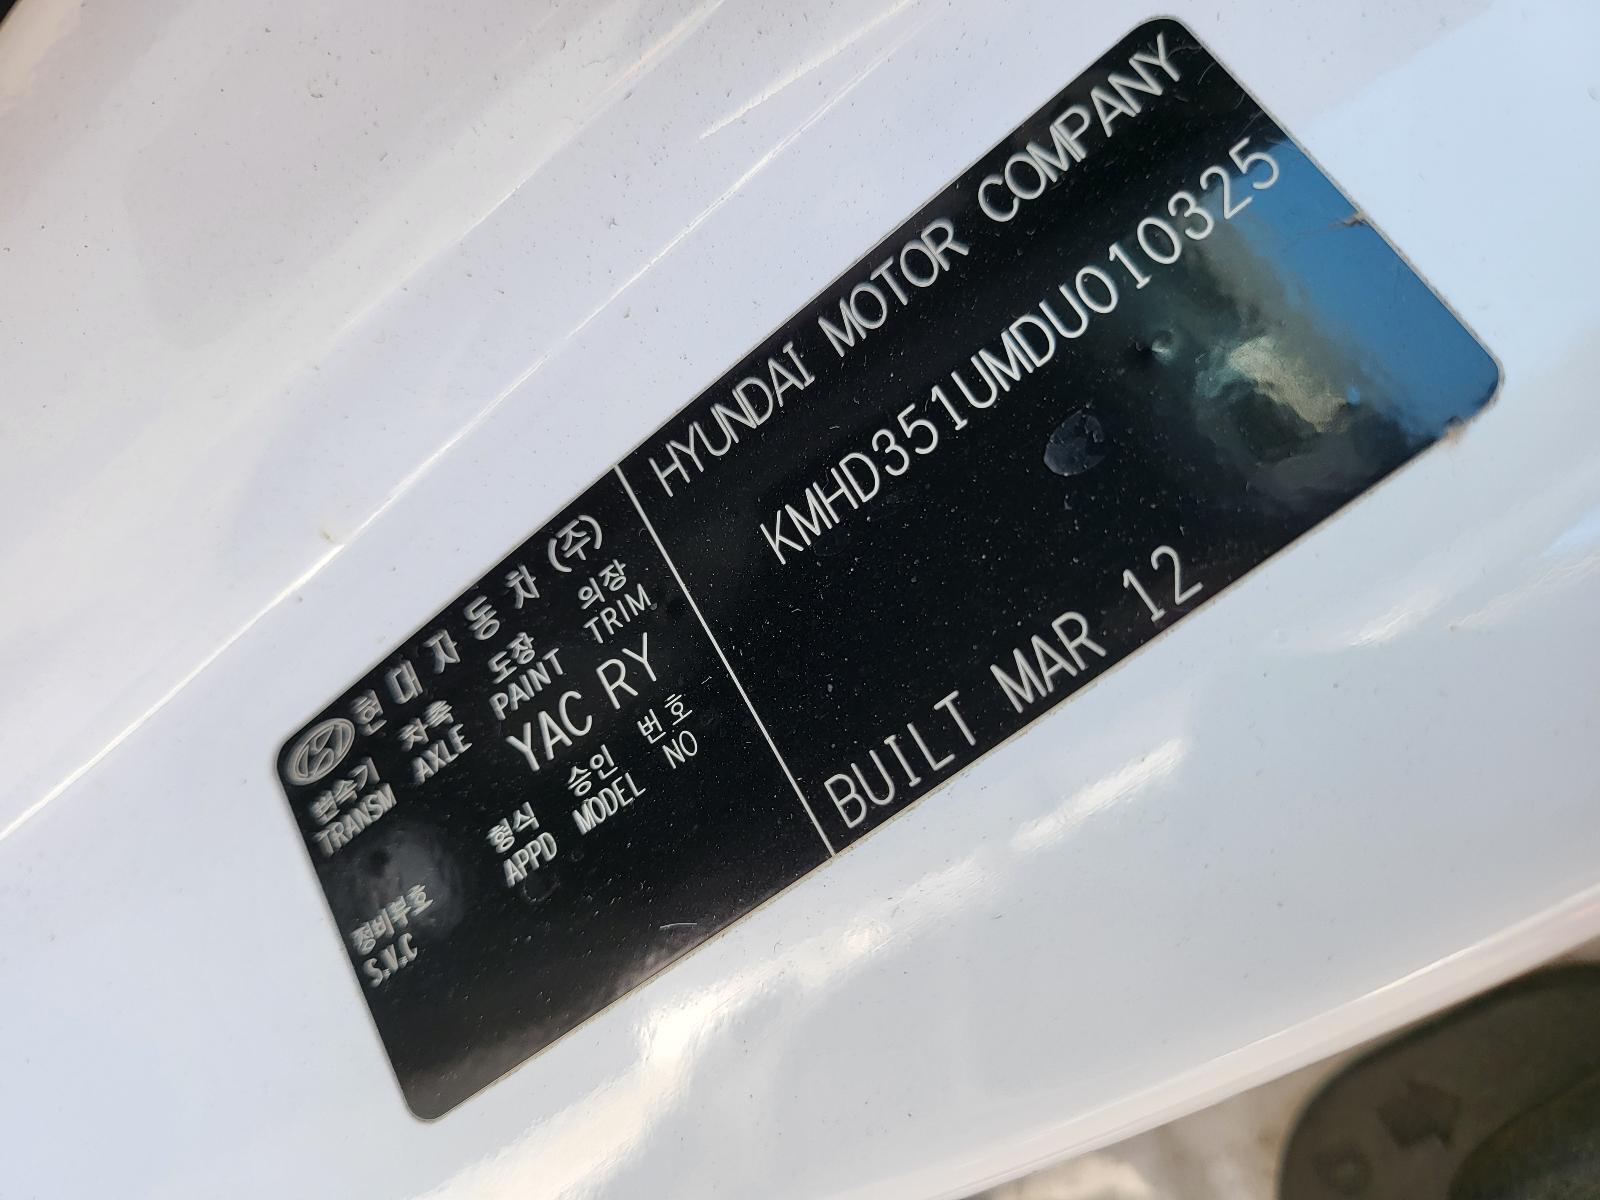 현대자동차(주)
변속기 차축 도장 의장
TRANSM AXLE PAINT TRIM
YAC RY
정비부호 형식 승인 번호
S.V.C APPD MODEL NO
HYUNDAI MOTOR COMPANY
KMHD351UMDU010325
BUILT MAR 12